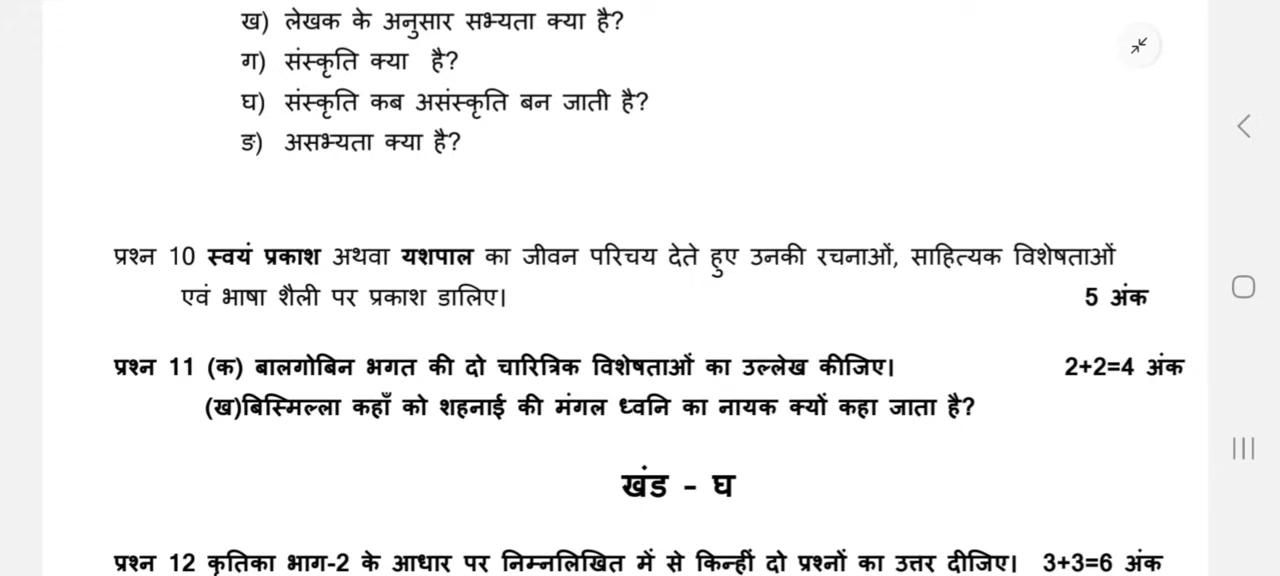 ख) लेखक के अनुसार सभ्यता क्या है?
ग) संस्कृति क्या है?
घ) संस्कृति कब असंस्कृति बन जाती है?
ङ) असभ्यता क्या है?
प्रश्न 10 स्वयं प्रकाश अथवा यशपाल का जीवन परिचय देते हुए उनकी रचनाओं, साहित्यक विशेषताओं
एवं भाषा शैली पर प्रकाश डालिए। 5 अंक
प्रश्न 11 (क) बालगोबिन भगत की दो चारित्रिक विशेषताओं का उल्लेख कीजिए। 2+2=4 अंक
(ख)बिस्मिल्ला कहाँ को शहनाई की मंगल ध्वनि का नायक क्यों कहा जाता है?
खंड - घ
प्रश्न 12 कृतिका भाग-2 के आधार पर निम्नलिखित में से किन्हीं दो प्रश्नों का उत्तर दीजिए। 3+3=6 अंक